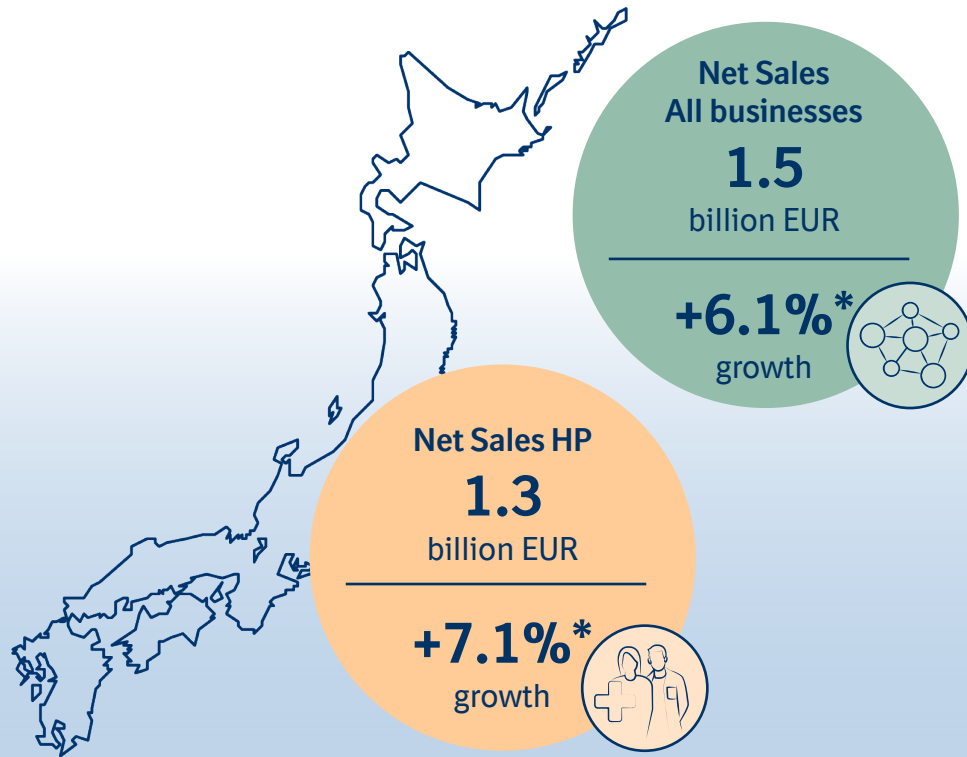 Net Sales
All businesses
1.5
billion EUR
+6.1%*
growth
Net Sales HP
1.3
billion EUR
+7.1%*
growth